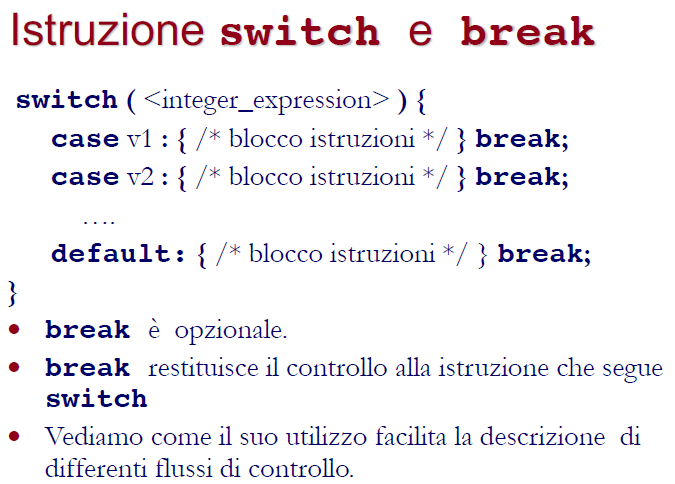 Istruzione switch e break
switch ( <integer_expression> ) {
case v1 : { /* blocco istruzioni */ } break;
case v2 : { /* blocco istruzioni */ } break;
….
default: { /* blocco istruzioni */ } break;
}
• break è opzionale.
• break restituisce il controllo alla istruzione che segue
switch
• Vediamo come il suo utilizzo facilita la descrizione di
differenti flussi di controllo.